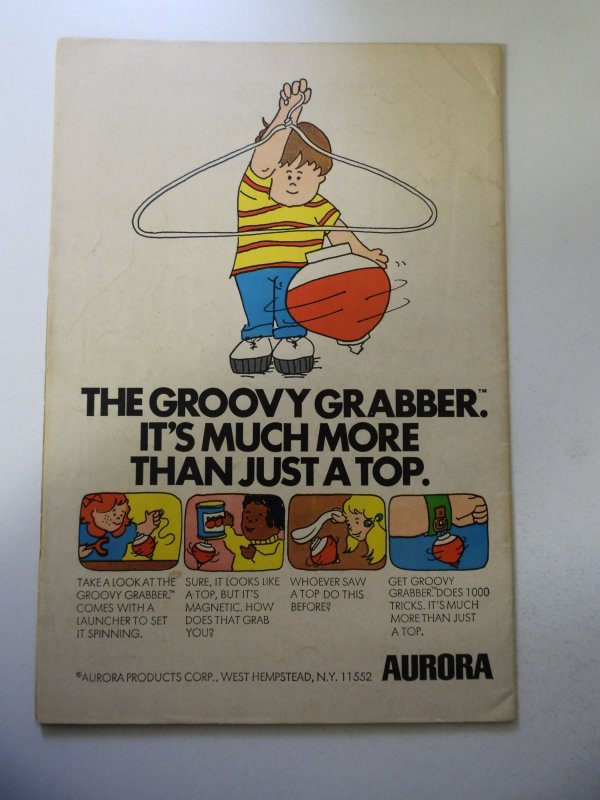 THE GROOVY GRABBER.™
IT'S MUCH MORE
THAN JUST A TOP.
TAKE A LOOK AT THE
GROOVY GRABBER.™
COMES WITH A
LAUNCHER TO SET
IT SPINNING.
SURE, IT LOOKS LIKE
A TOP, BUT IT'S
MAGNETIC. HOW
DOES THAT GRAB
YOU?
WHOEVER SAW
A TOP DO THIS
BEFORE?
GET GROOVY
GRABBER.™ DOES 1000
TRICKS. IT'S MUCH
MORE THAN JUST
A TOP.
©AURORA PRODUCTS CORP., WEST HEMPSTEAD, N.Y. 11552
AURORA